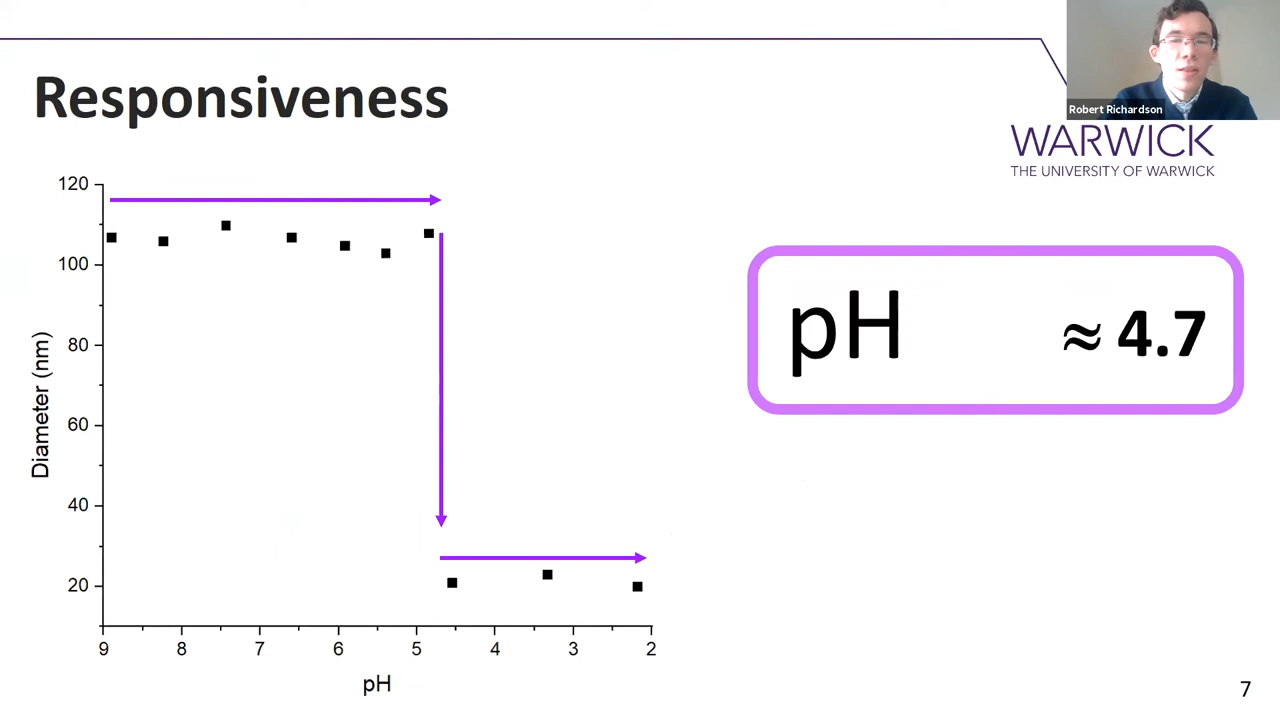 Robert Richardson
WARWICK
THE UNIVERSITY OF WARWICK
Responsiveness
120
100
80
60
40
20
Diameter (nm)
9 8 7 6 5 4 3 2
pH
pH ≈ 4.7
7